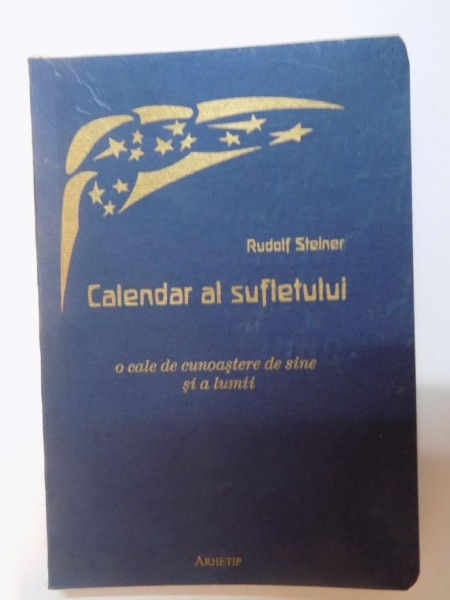 Rudolf Steiner
Calendar al sufletului
o cale de cunoaştere de sine
şi a lumii
ARHETIP